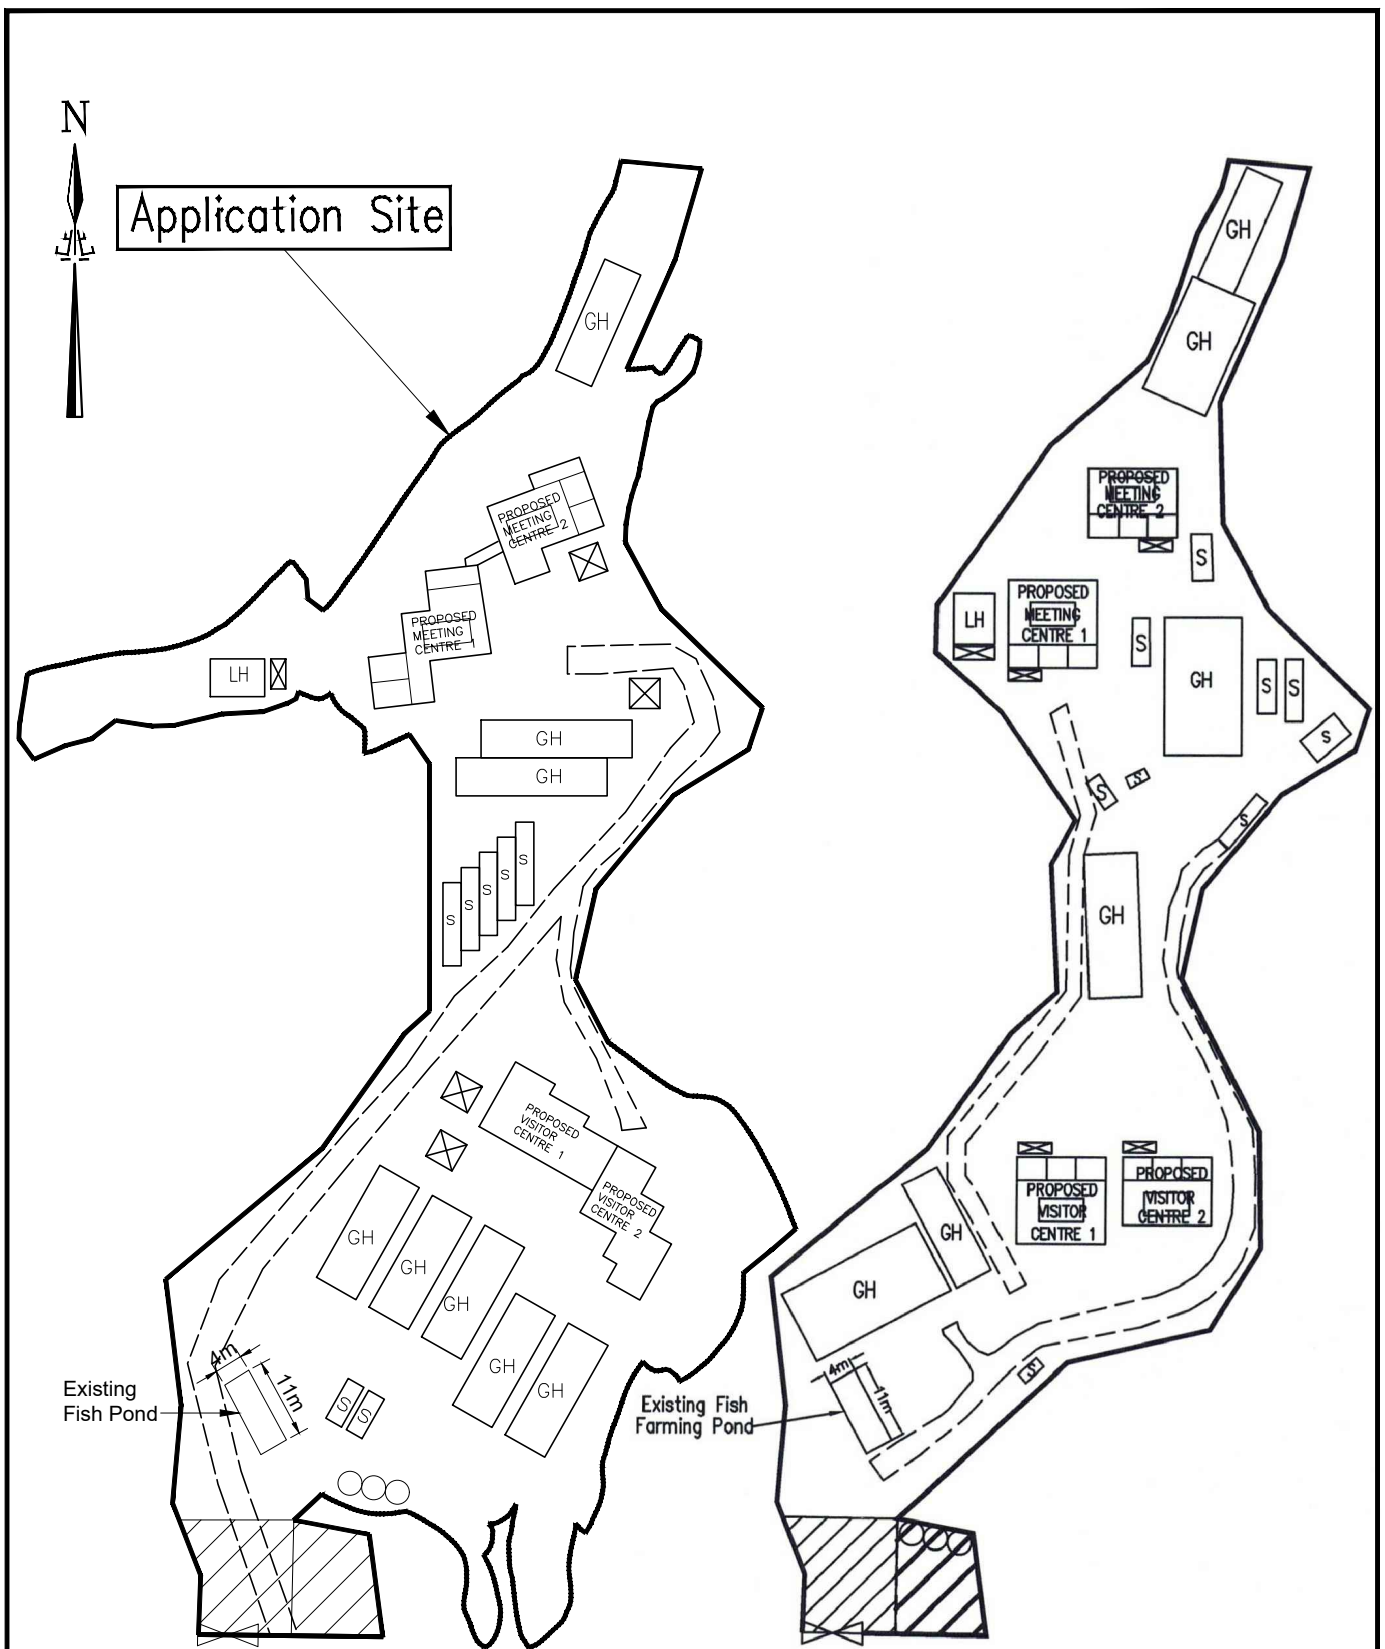 N
Application Site
GH
PROPOSED
MEETING
CENTRE 2
PROPOSED
MEETING
CENTRE 1
LH
GH
GH
S
S
S
S
S
PROPOSED
VISITOR
CENTRE 1
PROPOSED
VISITOR
CENTRE 2
GH
GH
GH
GH
GH
4m
11m
Existing
Fish Pond
S
S
GH
GH
PROPOSED
MEETING
CENTRE 2
S
LH
PROPOSED
MEETING
CENTRE 1
S
GH
S
S
S
S
S
S
GH
PROPOSED
VISITOR
CENTRE 1
PROPOSED
VISITOR
CENTRE 2
GH
GH
4m
11m
S
Existing Fish
Farming Pond